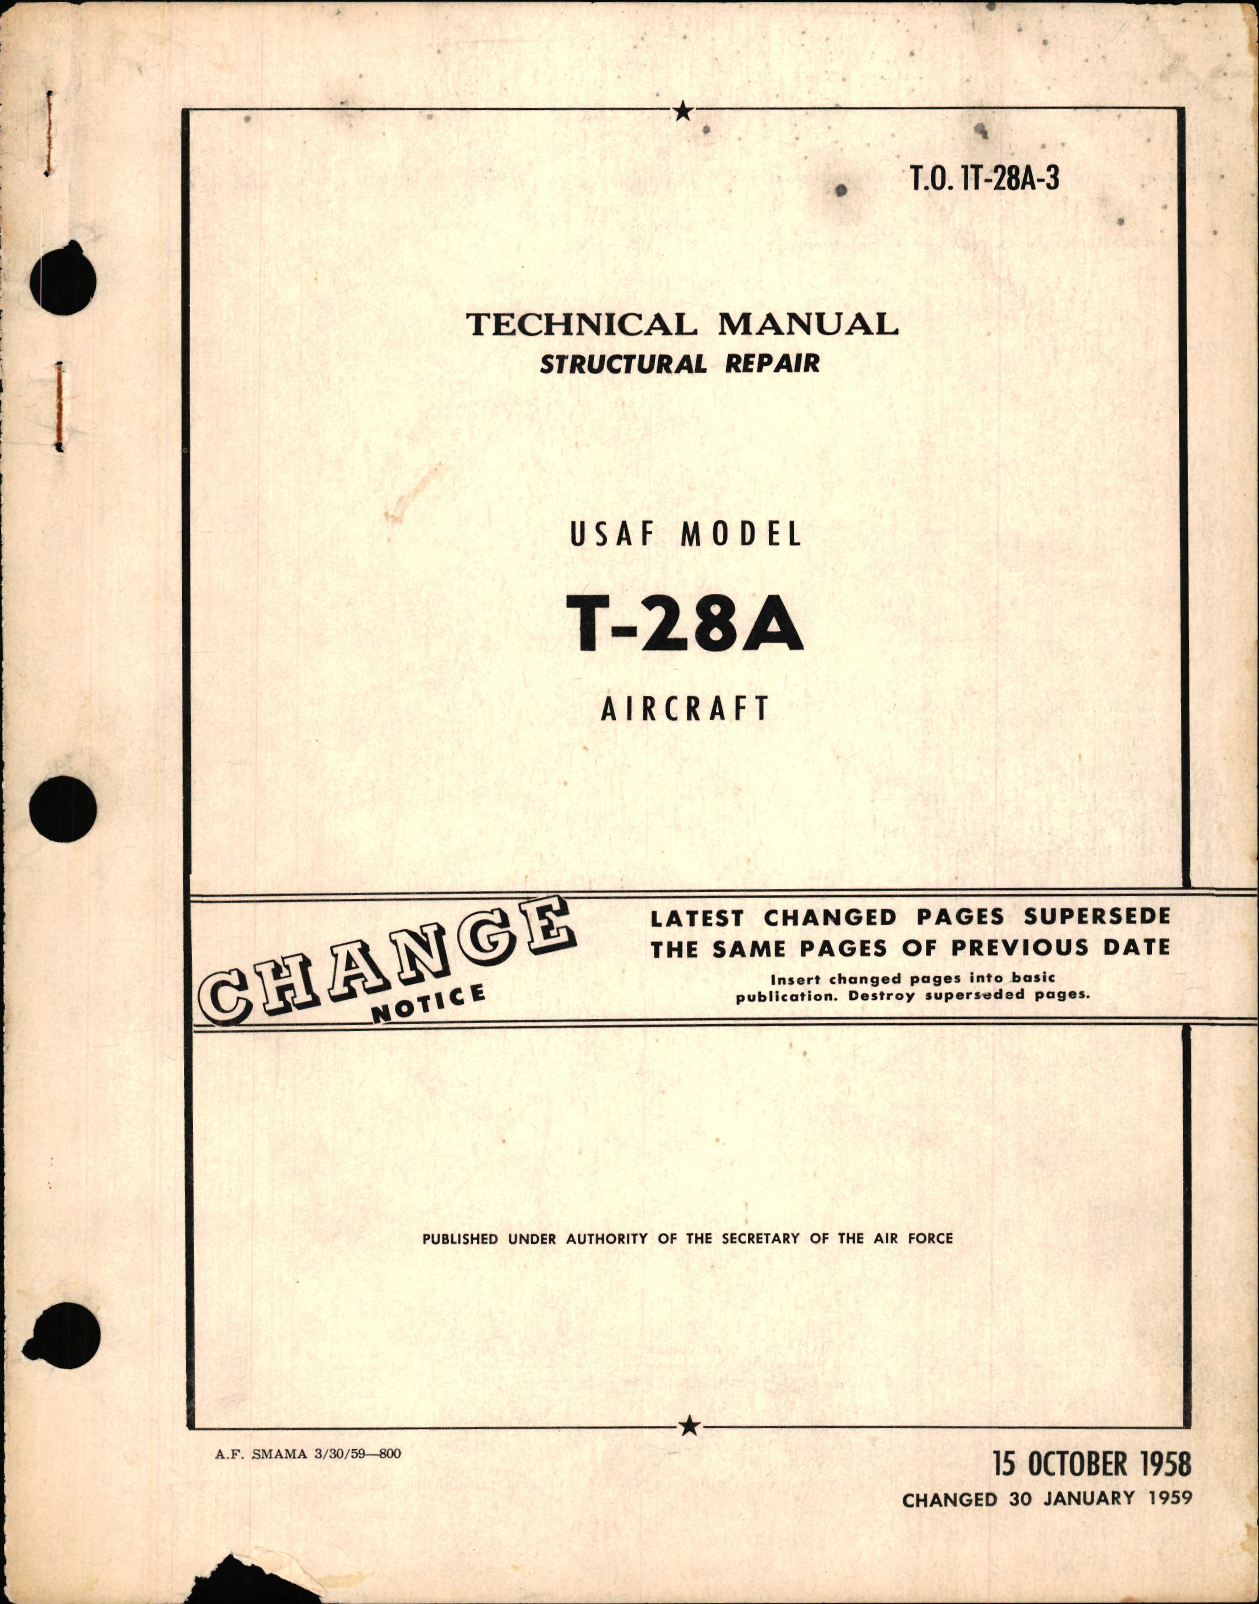 T.O. 1T-28A-3
TECHNICAL MANUAL
STRUCTURAL REPAIR
USAF MODEL
T-28A
AIRCRAFT
CHANGE
NOTICE
LATEST CHANGED PAGES SUPERSEDE
THE SAME PAGES OF PREVIOUS DATE
Insert changed pages into basic
publication. Destroy superseded pages.
PUBLISHED UNDER AUTHORITY OF THE SECRETARY OF THE AIR FORCE
A.F. SMAMA 3/30/59—800
15 OCTOBER 1958
CHANGED 30 JANUARY 1959